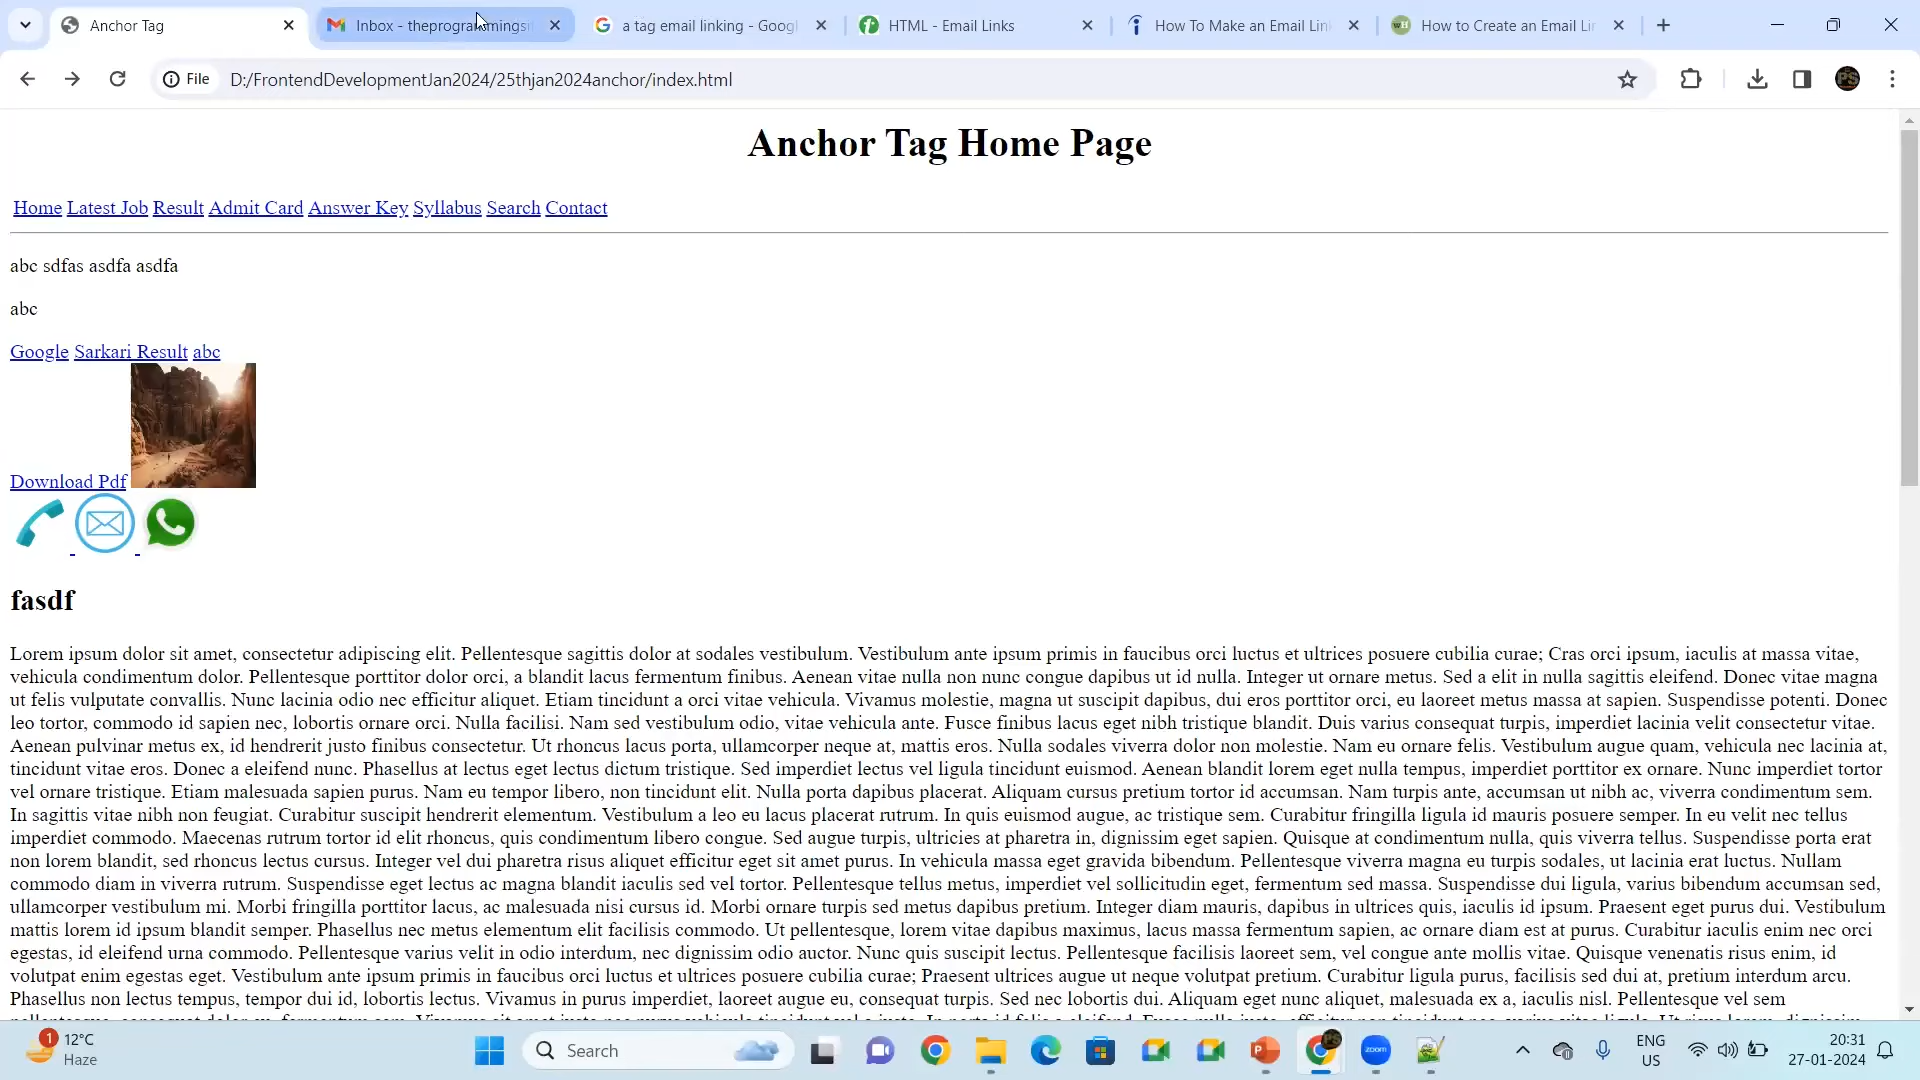 Anchor Tag
Inbox - theprogrammingsr
a tag email linking - Googl
HTML - Email Links
How To Make an Email Lin
How to Create an Email Lin
File
D:/FrontendDevelopmentJan2024/25thjan2024anchor/index.html
Anchor Tag Home Page
Home Latest Job Result Admit Card Answer Key Syllabus Search Contact
abc sdfas asdfa asdfa
abc
Google Sarkari Result abc
Download Pdf
fasdf
Lorem ipsum dolor sit amet, consectetur adipiscing elit. Pellentesque sagittis dolor at sodales vestibulum. Vestibulum ante ipsum primis in faucibus orci luctus et ultrices posuere cubilia curae; Cras orci ipsum, iaculis at massa vitae,
vehicula condimentum dolor. Pellentesque porttitor dolor orci, a blandit lacus fermentum finibus. Aenean vitae nulla non nunc congue dapibus ut id nulla. Integer ut ornare metus. Sed a elit in nulla sagittis eleifend. Donec vitae magna
ut felis vulputate convallis. Nunc lacinia odio nec efficitur aliquet. Etiam tincidunt a orci vitae vehicula. Vivamus molestie, magna ut suscipit dapibus, dui eros porttitor orci, eu laoreet metus massa at sapien. Suspendisse potenti. Donec
leo tortor, commodo id sapien nec, lobortis ornare orci. Nulla facilisi. Nam sed vestibulum odio, vitae vehicula ante. Fusce finibus lacus eget nibh tristique blandit. Duis varius consequat turpis, imperdiet lacinia velit consectetur vitae.
Aenean pulvinar metus ex, id hendrerit justo finibus consectetur. Ut rhoncus lacus porta, ullamcorper neque at, mattis eros. Nulla sodales viverra dolor non molestie. Nam eu ornare felis. Vestibulum augue quam, vehicula nec lacinia at,
tincidunt vitae eros. Donec a eleifend nunc. Phasellus at lectus eget lectus dictum tristique. Sed imperdiet lectus vel ligula tincidunt euismod. Aenean blandit lorem eget nulla tempus, imperdiet porttitor ex ornare. Nunc imperdiet tortor
vel ornare tristique. Etiam malesuada sapien purus. Nam eu tempor libero, non tincidunt elit. Nulla porta dapibus placerat. Aliquam cursus pretium tortor id accumsan. Nam turpis ante, accumsan ut nibh ac, viverra condimentum sem.
In sagittis vitae nibh non feugiat. Curabitur suscipit hendrerit elementum. Vestibulum a leo eu lacus placerat rutrum. In quis euismod augue, ac tristique sem. Curabitur fringilla ligula id mauris posuere semper. In eu velit nec tellus
imperdiet commodo. Maecenas rutrum tortor id elit rhoncus, quis condimentum libero congue. Sed augue turpis, ultricies at pharetra in, dignissim eget sapien. Quisque at condimentum nulla, quis viverra tellus. Suspendisse porta erat
non lorem blandit, sed rhoncus lectus cursus. Integer vel dui pharetra risus aliquet efficitur eget sit amet purus. In vehicula massa eget gravida bibendum. Pellentesque viverra magna eu turpis sodales, ut lacinia erat luctus. Nullam
commodo diam in viverra rutrum. Suspendisse eget lectus ac magna blandit iaculis sed vel tortor. Pellentesque tellus metus, imperdiet vel sollicitudin eget, fermentum sed massa. Suspendisse dui ligula, varius bibendum accumsan sed,
ullamcorper vestibulum mi. Morbi fringilla porttitor lacus, ac malesuada nisi cursus id. Morbi ornare turpis sed metus dapibus pretium. Integer diam mauris, dapibus in ultrices quis, iaculis id ipsum. Praesent eget purus dui. Vestibulum
mattis lorem id ipsum blandit semper. Phasellus nec metus elementum elit facilisis commodo. Ut pellentesque, lorem vitae dapibus maximus, lacus massa fermentum sapien, ac ornare diam est at purus. Curabitur iaculis enim nec orci
egestas, id eleifend urna commodo. Pellentesque varius velit in odio interdum, nec dignissim odio auctor. Nunc quis suscipit lectus. Pellentesque facilisis laoreet sem, vel congue ante mollis vitae. Quisque venenatis risus enim, id
volutpat enim egestas eget. Vestibulum ante ipsum primis in faucibus orci luctus et ultrices posuere cubilia curae; Praesent ultrices augue ut neque volutpat pretium. Curabitur ligula purus, facilisis sed dui at, pretium interdum arcu.
Phasellus non lectus tempus, tempor dui id, lobortis lectus. Vivamus in purus imperdiet, laoreet augue eu, consequat turpis. Sed nec lobortis dui. Aliquam eget nunc aliquet, malesuada ex a, iaculis nisl. Pellentesque vel sem
1
12°C
Haze
Search
zoom
ENG
US
20:31
27-01-2024